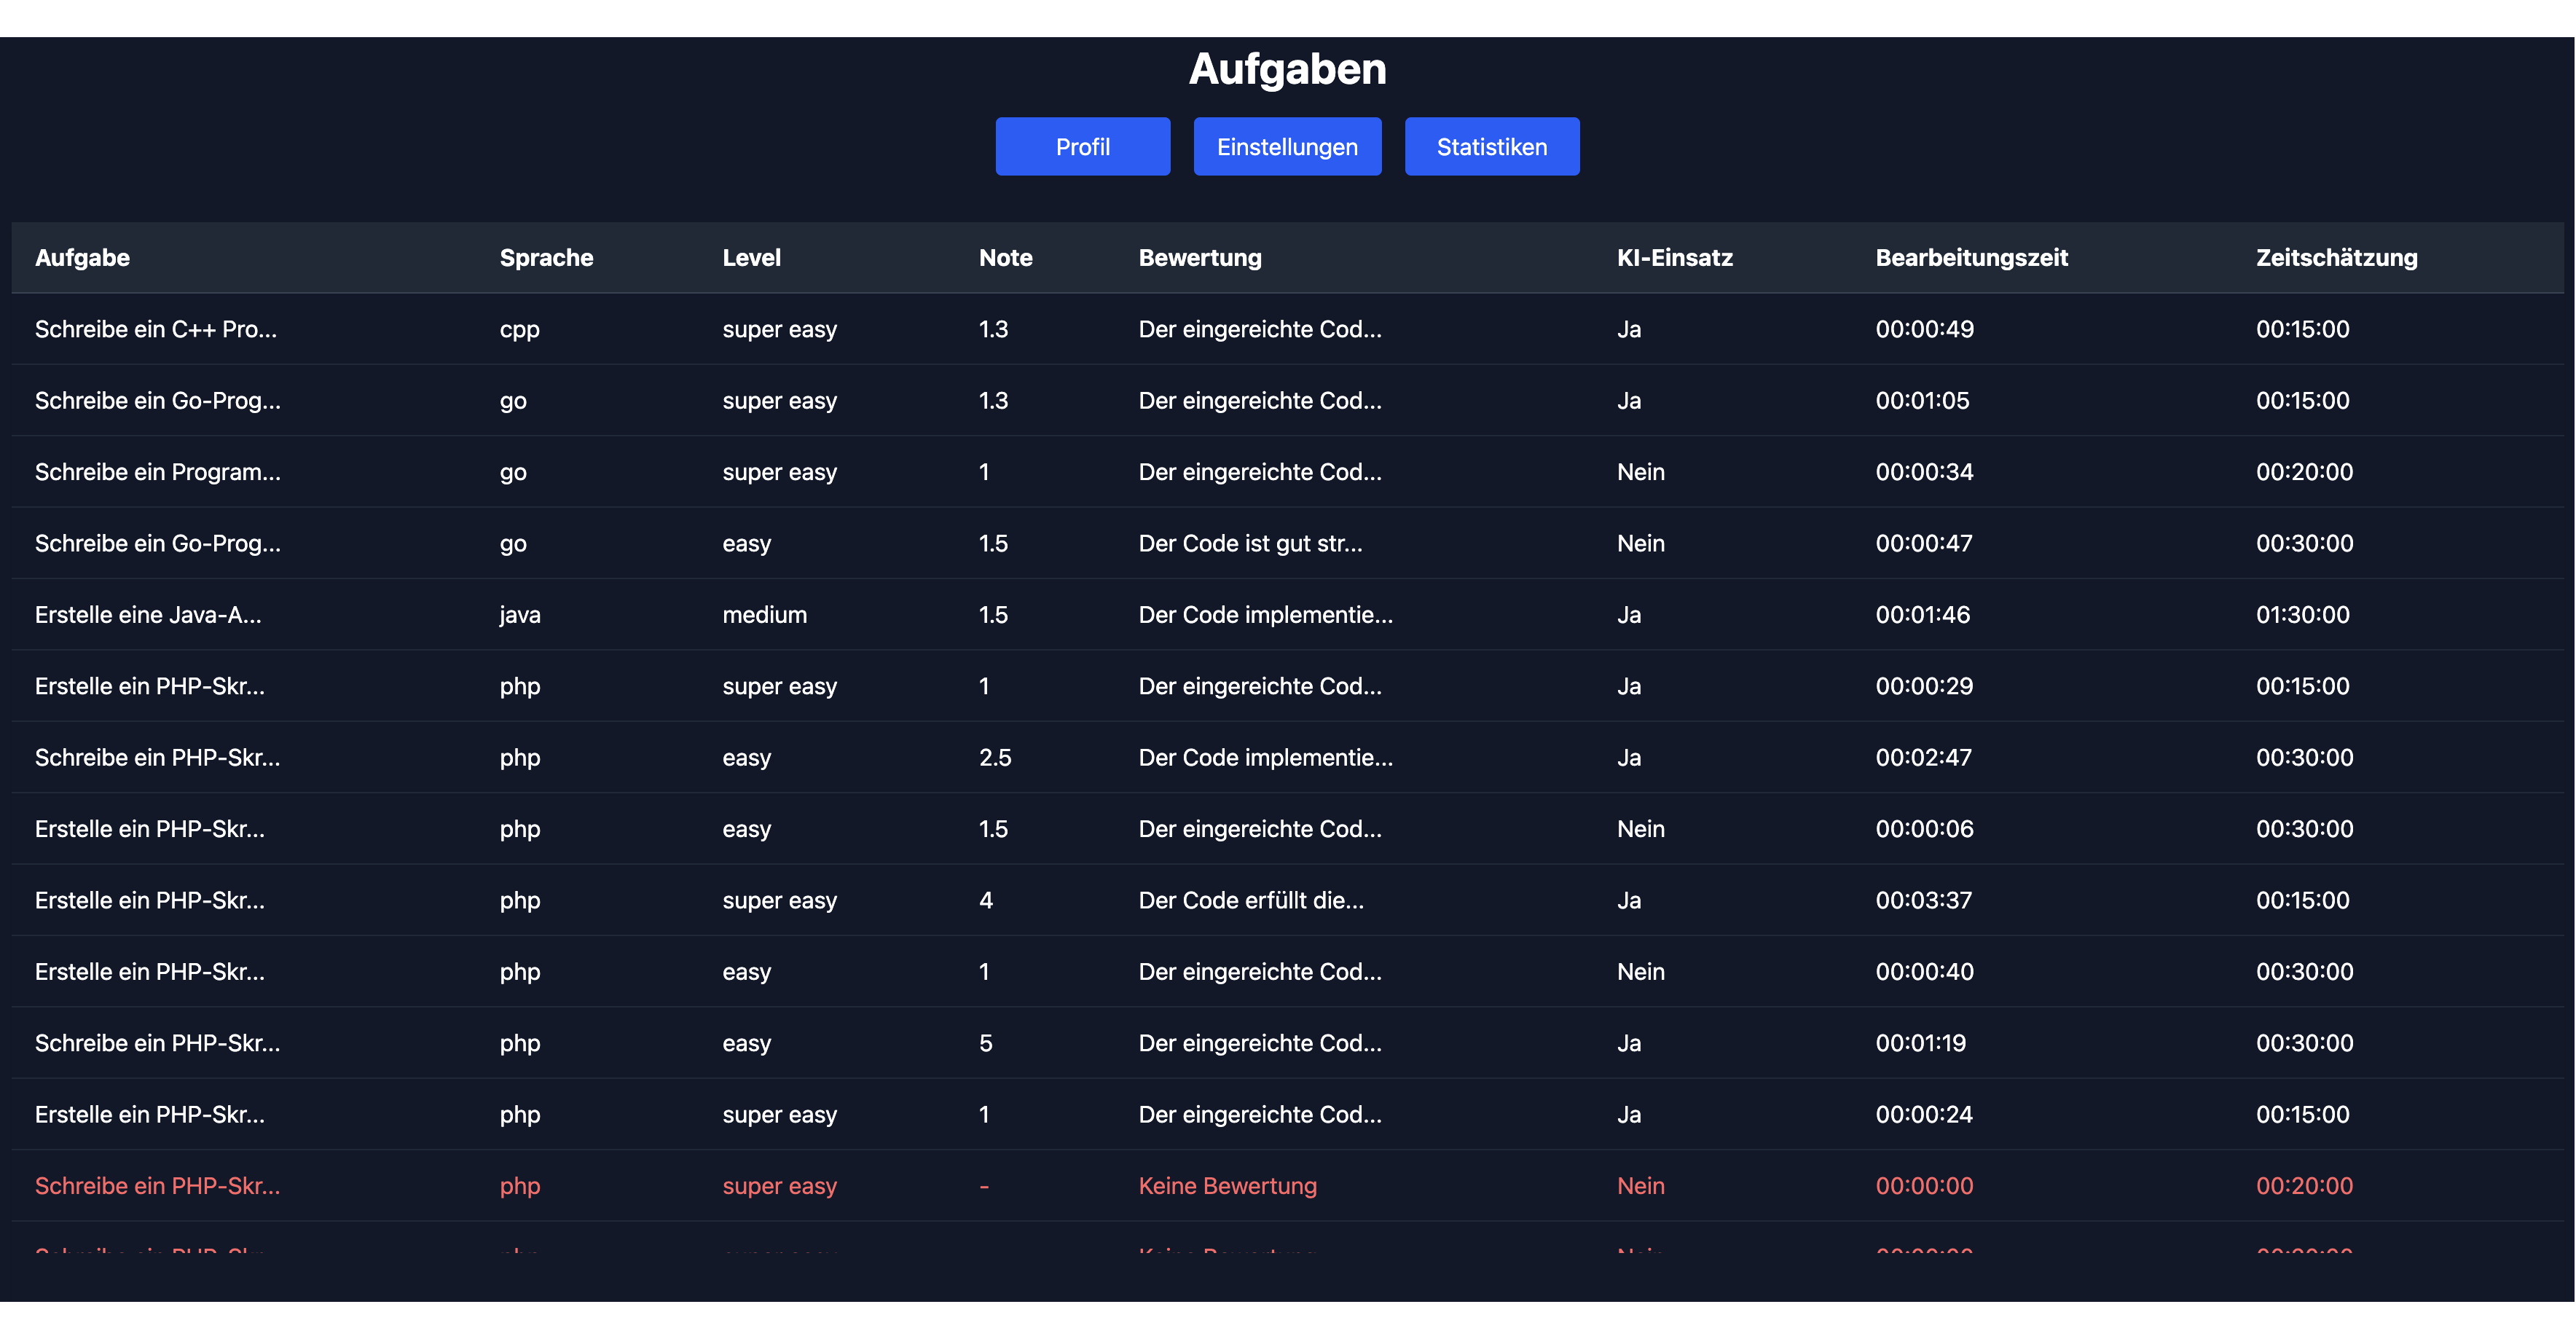 Aufgaben
Profil Einstellungen Statistiken
Aufgabe Sprache Level Note Bewertung KI-Einsatz Bearbeitungszeit Zeitschätzung
Schreibe ein C++ Pro... cpp super easy 1.3 Der eingereichte Cod... Ja 00:00:49 00:15:00
Schreibe ein Go-Prog... go super easy 1.3 Der eingereichte Cod... Ja 00:01:05 00:15:00
Schreibe ein Program... go super easy 1 Der eingereichte Cod... Nein 00:00:34 00:20:00
Schreibe ein Go-Prog... go easy 1.5 Der Code ist gut str... Nein 00:00:47 00:30:00
Erstelle eine Java-A... java medium 1.5 Der Code implementie... Ja 00:01:46 01:30:00
Erstelle ein PHP-Skr... php super easy 1 Der eingereichte Cod... Ja 00:00:29 00:15:00
Schreibe ein PHP-Skr... php easy 2.5 Der Code implementie... Ja 00:02:47 00:30:00
Erstelle ein PHP-Skr... php easy 1.5 Der eingereichte Cod... Nein 00:00:06 00:30:00
Erstelle ein PHP-Skr... php super easy 4 Der Code erfüllt die... Ja 00:03:37 00:15:00
Erstelle ein PHP-Skr... php easy 1 Der eingereichte Cod... Nein 00:00:40 00:30:00
Schreibe ein PHP-Skr... php easy 5 Der eingereichte Cod... Ja 00:01:19 00:30:00
Erstelle ein PHP-Skr... php super easy 1 Der eingereichte Cod... Ja 00:00:24 00:15:00
Schreibe ein PHP-Skr... php super easy - Keine Bewertung Nein 00:00:00 00:20:00